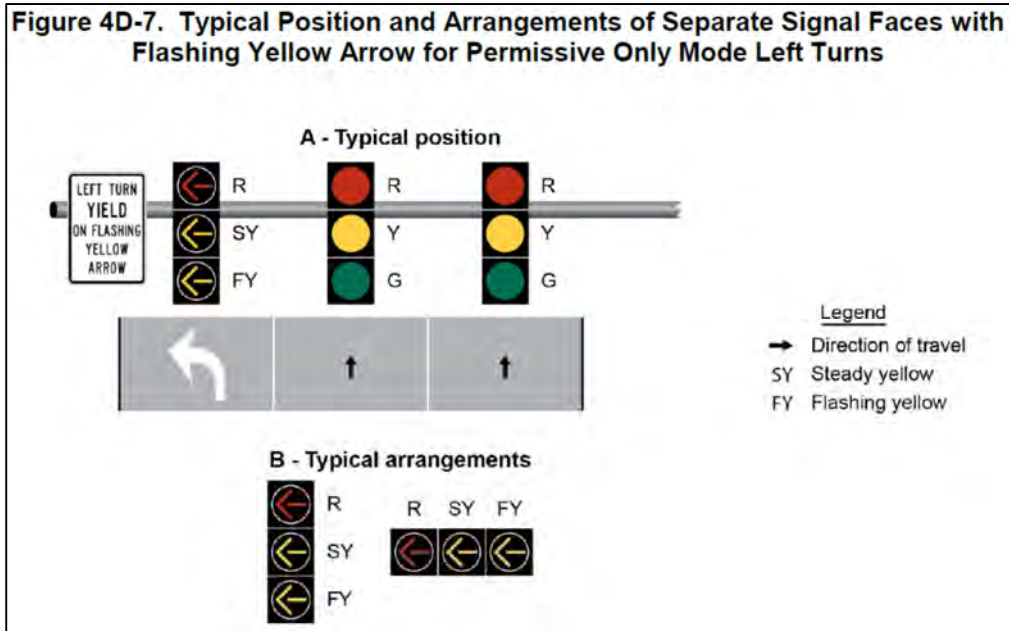 Figure 4D-7. Typical Position and Arrangements of Separate Signal Faces with
Flashing Yellow Arrow for Permissive Only Mode Left Turns
A - Typical position
LEFT TURN
YIELD
ON FLASHING
YELLOW
ARROW
R
SY
FY
R
Y
G
R
Y
G
Legend
Direction of travel
SY Steady yellow
FY Flashing yellow
B - Typical arrangements
R
SY
FY
R SY FY